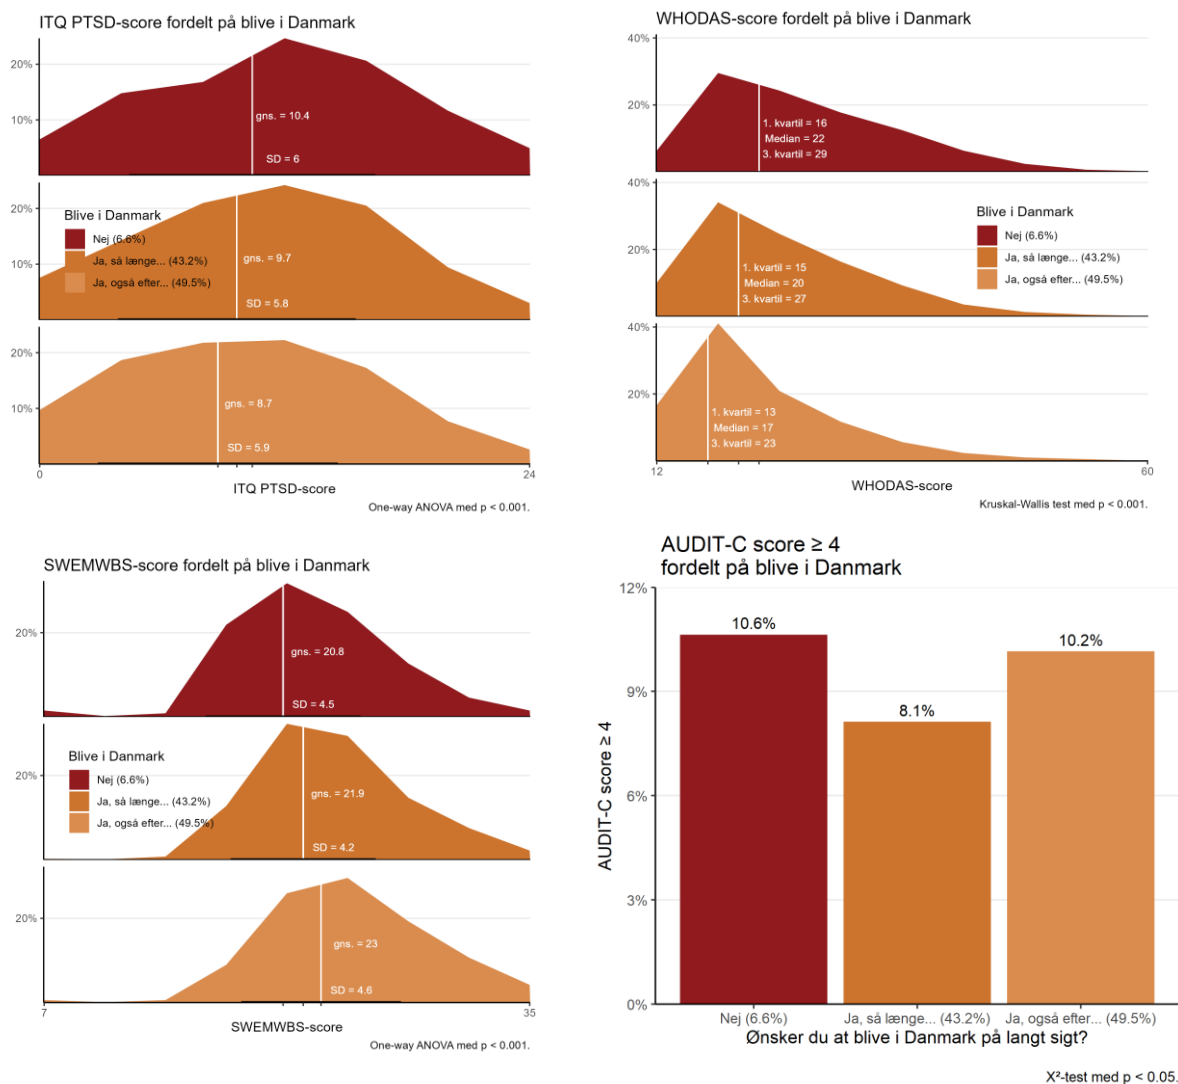 ITQ PTSD-score fordelt på blive i Danmark
20%
10%
gns. = 10.4
SD = 6
20%
10%
Blive i Danmark
Nej (6.6%)
Ja, så længe... (43.2%)
Ja, også efter... (49.5%)
gns. = 9.7
SD = 5.8
20%
10%
gns. = 8.7
SD = 5.9
0 24
ITQ PTSD-score
One-way ANOVA med p < 0.001.
WHODAS-score fordelt på blive i Danmark
40%
20%
1. kvartil = 16
Median = 22
3. kvartil = 29
40%
20%
1. kvartil = 15
Median = 20
3. kvartil = 27
Blive i Danmark
Nej (6.6%)
Ja, så længe... (43.2%)
Ja, også efter... (49.5%)
40%
20%
1. kvartil = 13
Median = 17
3. kvartil = 23
12 60
WHODAS-score
Kruskal-Wallis test med p < 0.001.
SWEMWBS-score fordelt på blive i Danmark
20%
gns. = 20.8
SD = 4.5
20%
Blive i Danmark
Nej (6.6%)
Ja, så længe... (43.2%)
Ja, også efter... (49.5%)
gns. = 21.9
SD = 4.2
20%
gns. = 23
SD = 4.6
7 35
SWEMWBS-score
One-way ANOVA med p < 0.001.
AUDIT-C score ≥ 4
fordelt på blive i Danmark
12%
9%
6%
3%
0%
AUDIT-C score ≥ 4
10.6%
8.1%
10.2%
Nej (6.6%) Ja, så længe... (43.2%) Ja, også efter... (49.5%)
Ønsker du at blive i Danmark på langt sigt?
X²-test med p < 0.05.